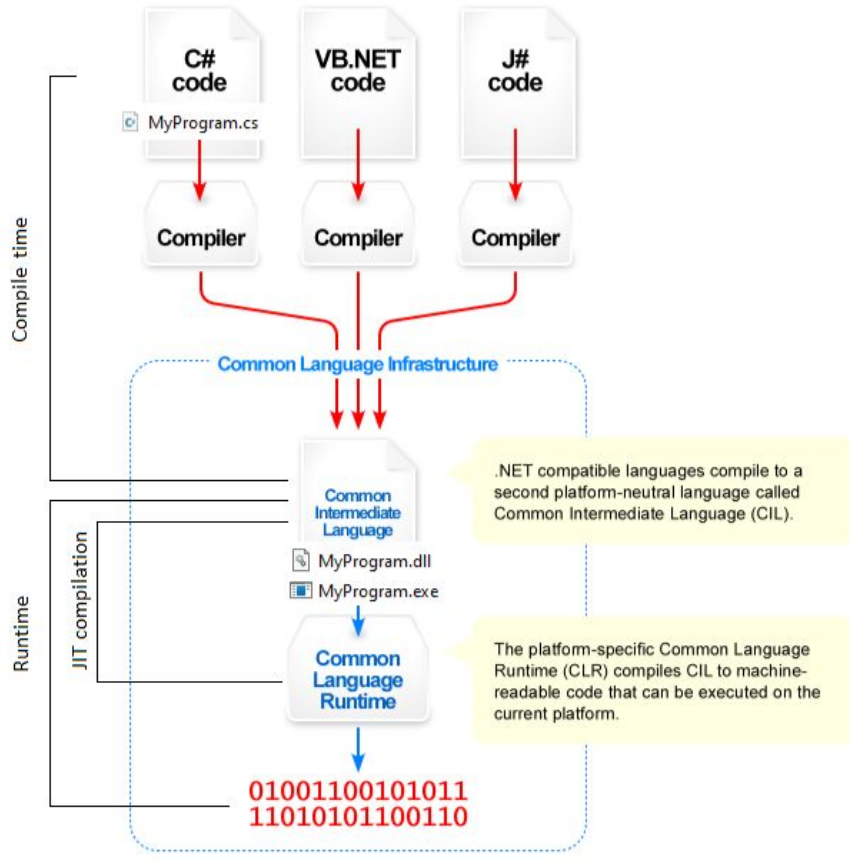 C#
code
MyProgram.cs
VB.NET
code
J#
code
Compiler
Compiler
Compiler
Compile time
Common Language Infrastructure
Common
Intermediate
Language
MyProgram.dll
MyProgram.exe
.NET compatible languages compile to a
second platform-neutral language called
Common Intermediate Language (CIL).
Runtime
JIT compilation
Common
Language
Runtime
The platform-specific Common Language
Runtime (CLR) compiles CIL to machine-
readable code that can be executed on the
current platform.
01001100101011
11010101100110